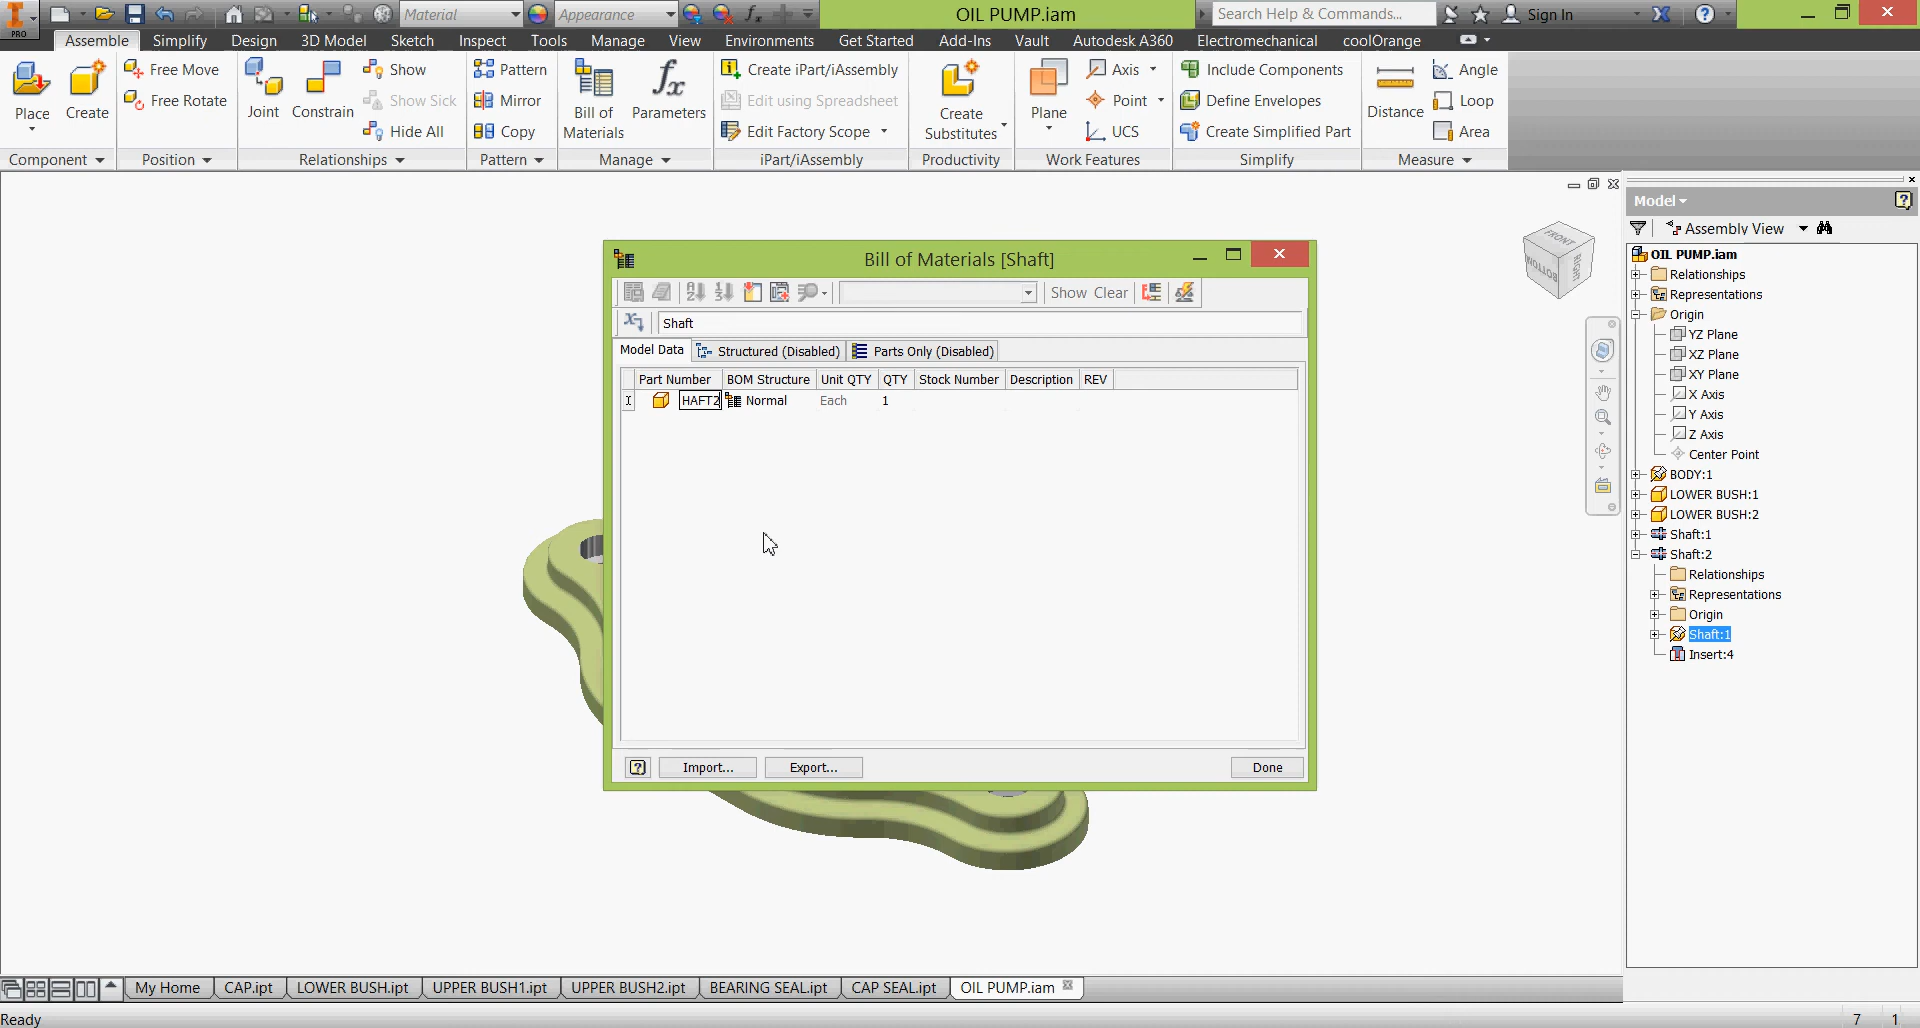 PRO
Material
Appearance
OIL PUMP.iam
Search Help & Commands...
Sign In
Assemble
Simplify
Design
3D Model
Sketch
Inspect
Tools
Manage
View
Environments
Get Started
Add-Ins
Vault
Autodesk A360
Electromechanical
coolOrange
Place
Create
Free Move
Free Rotate
Joint
Constrain
Show
Show Sick
Hide All
Pattern
Mirror
Copy
Bill of
Materials
Parameters
Create iPart/iAssembly
Edit using Spreadsheet
Edit Factory Scope
Create
Substitutes
Plane
Axis
Point
UCS
Include Components
Define Envelopes
Create Simplified Part
Distance
Angle
Loop
Area
Component
Position
Relationships
Pattern
Manage
iPart/iAssembly
Productivity
Work Features
Simplify
Measure
FRONT
BOTTOM
RIGHT
Model
Assembly View
OIL PUMP.iam
Relationships
Representations
Origin
YZ Plane
XZ Plane
XY Plane
X Axis
Y Axis
Z Axis
Center Point
BODY:1
LOWER BUSH:1
LOWER BUSH:2
Shaft:1
Shaft:2
Relationships
Representations
Origin
Shaft:1
Insert:4
Bill of Materials [Shaft]
Show Clear
Shaft
Model Data
Structured (Disabled)
Parts Only (Disabled)
Part Number
BOM Structure
Unit QTY
QTY
Stock Number
Description
REV
HAFT2
Normal
Each
1
Import...
Export...
Done
My Home
CAP.ipt
LOWER BUSH.ipt
UPPER BUSH1.ipt
UPPER BUSH2.ipt
BEARING SEAL.ipt
CAP SEAL.ipt
OIL PUMP.iam
Ready
7
1